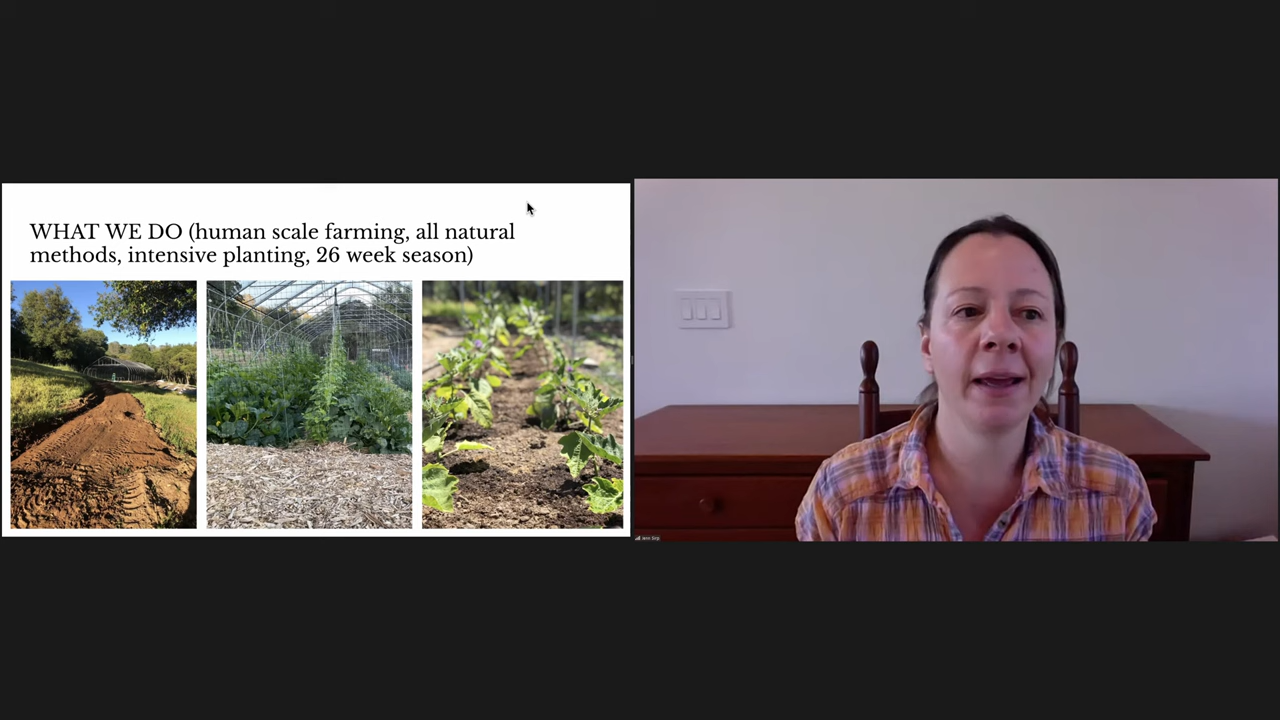 WHAT WE DO (human scale farming, all natural
methods, intensive planting, 26 week season)